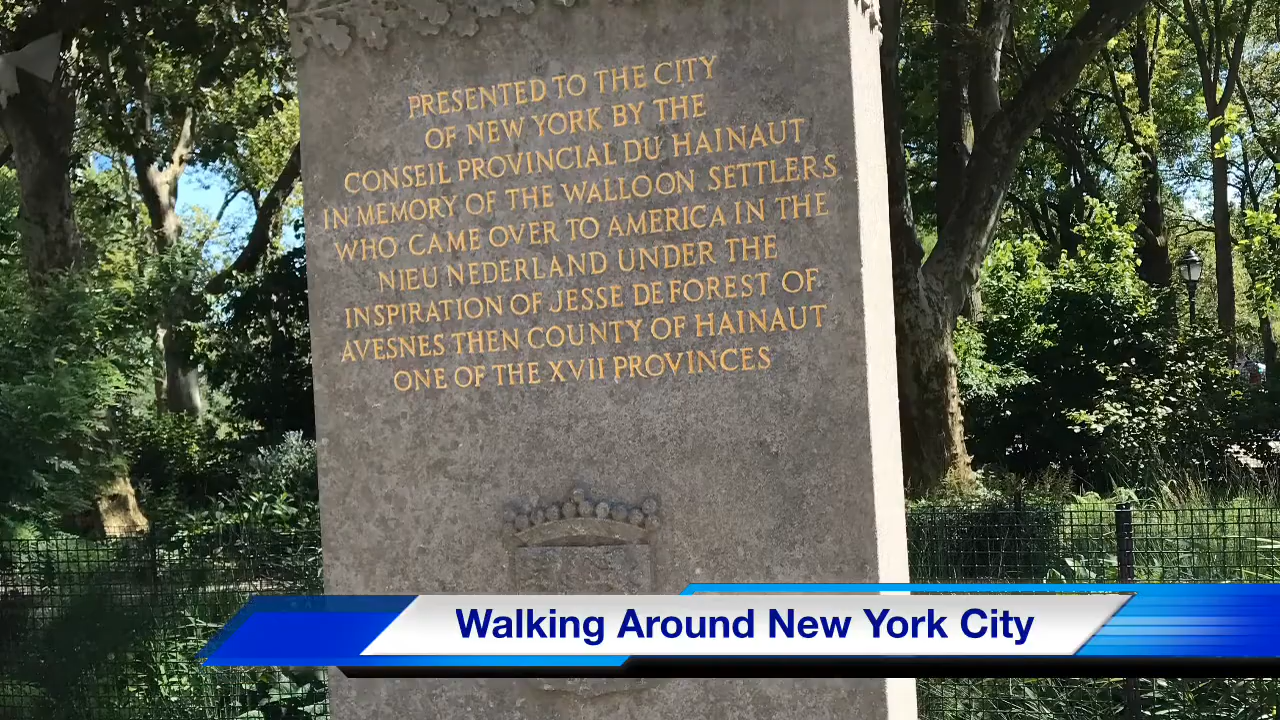 PRESENTED TO THE CITY
OF NEW YORK BY THE
CONSEIL PROVINCIAL DU HAINAUT
IN MEMORY OF THE WALLOON SETTLERS
WHO CAME OVER TO AMERICA IN THE
NIEU NEDERLAND UNDER THE
INSPIRATION OF JESSE DE FOREST OF
AVESNES THEN COUNTY OF HAINAUT
ONE OF THE XVII PROVINCES
Walking Around New York City